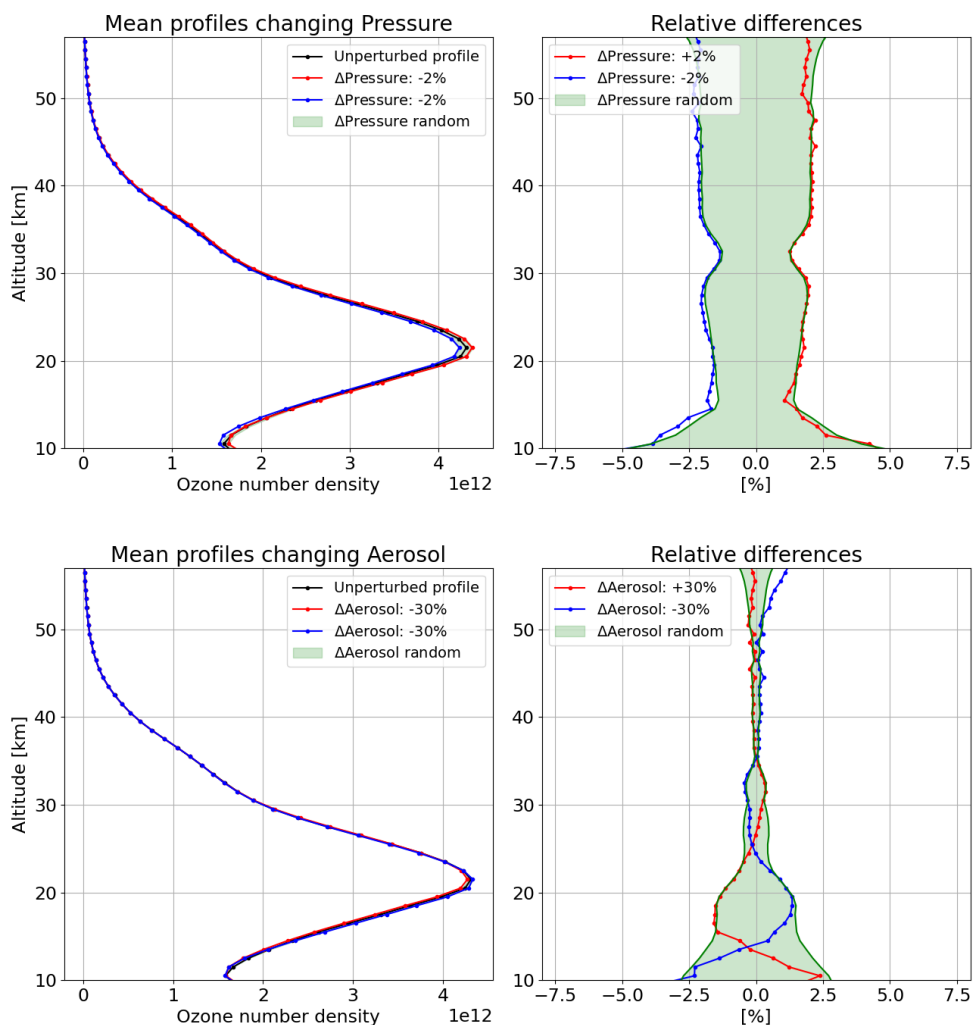 Mean profiles changing Pressure
Unperturbed profile
ΔPressure: -2%
ΔPressure: -2%
ΔPressure random
Altitude [km]
50
40
30
20
10
0
1
2
3
4
1e12
Ozone number density
Relative differences
ΔPressure: +2%
ΔPressure: -2%
ΔPressure random
50
40
30
20
10
−7.5
−5.0
−2.5
0.0
2.5
5.0
7.5
[%]
Mean profiles changing Aerosol
Unperturbed profile
ΔAerosol: -30%
ΔAerosol: -30%
ΔAerosol random
Altitude [km]
50
40
30
20
10
0
1
2
3
4
1e12
Ozone number density
Relative differences
ΔAerosol: +30%
ΔAerosol: -30%
ΔAerosol random
50
40
30
20
10
−7.5
−5.0
−2.5
0.0
2.5
5.0
7.5
[%]